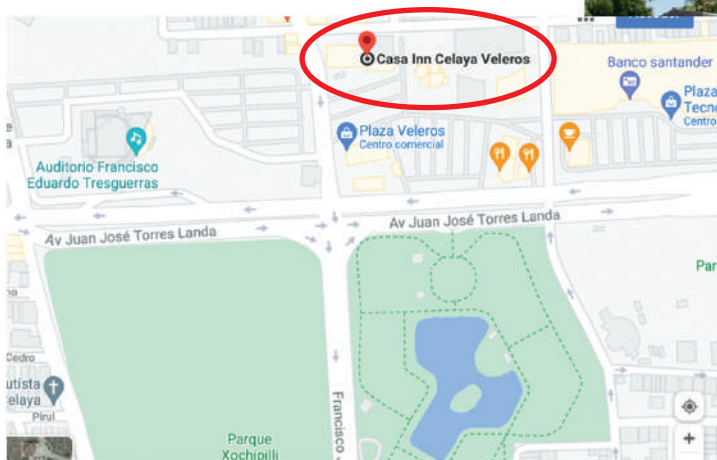 Casa Inn Celaya Veleros
Banco santander
Plaza
Tecno
Centro
Plaza Veleros
Centro comercial
Auditorio Francisco
Eduardo Tresguerras
Av Juan José Torres Landa
Av Juan José Torres Landa
Par
Cedro
utista
elaya
Pirul
Francisco
Parque
Xochipilli
+